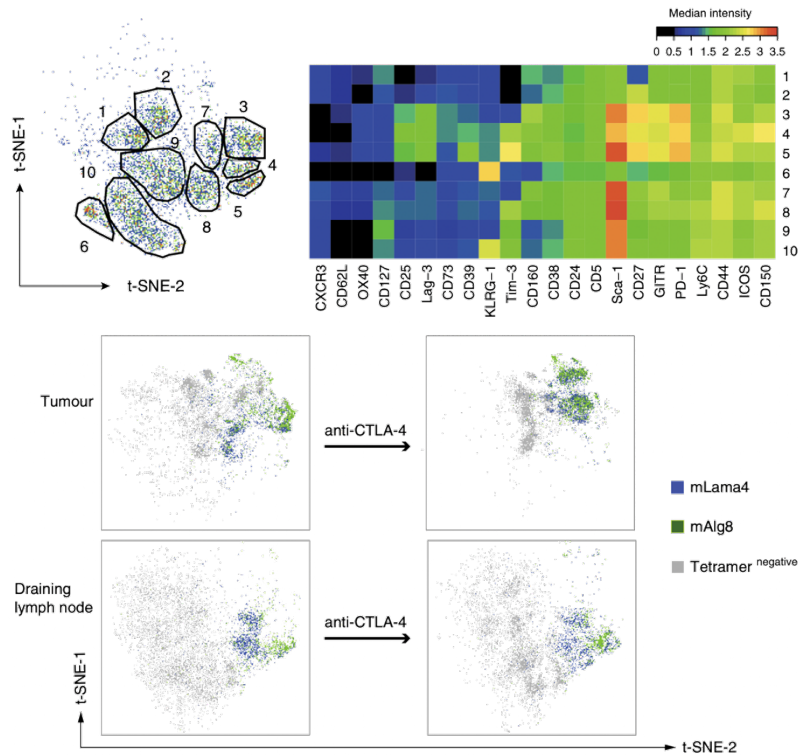 Median intensity
0 0.5 1 1.5 2 2.5 3 3.5
t-SNE-1
t-SNE-2
1
2
3
4
5
6
7
8
9
10
1
2
3
4
5
6
7
8
9
10
CXCR3
CD62L
OX40
CD127
CD25
Lag-3
CD73
CD39
KLRG-1
Tim-3
CD160
CD38
CD24
CD5
Sca-1
CD27
GITR
PD-1
Ly6C
CD44
ICOS
CD150
Tumour
anti-CTLA-4
mLama4
mAlg8
Tetramer negative
Draining
lymph node
anti-CTLA-4
t-SNE-1
t-SNE-2